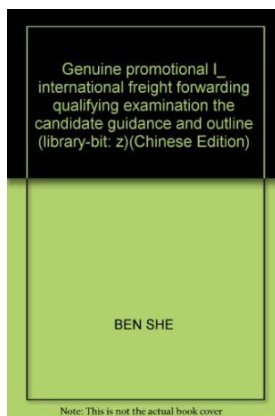 Genuine promotional I_
international freight forwarding
qualifying examination the
candidate guidance and outline
(library-bit: z)(Chinese Edition)
BEN SHE
Note: This is not the actual book cover